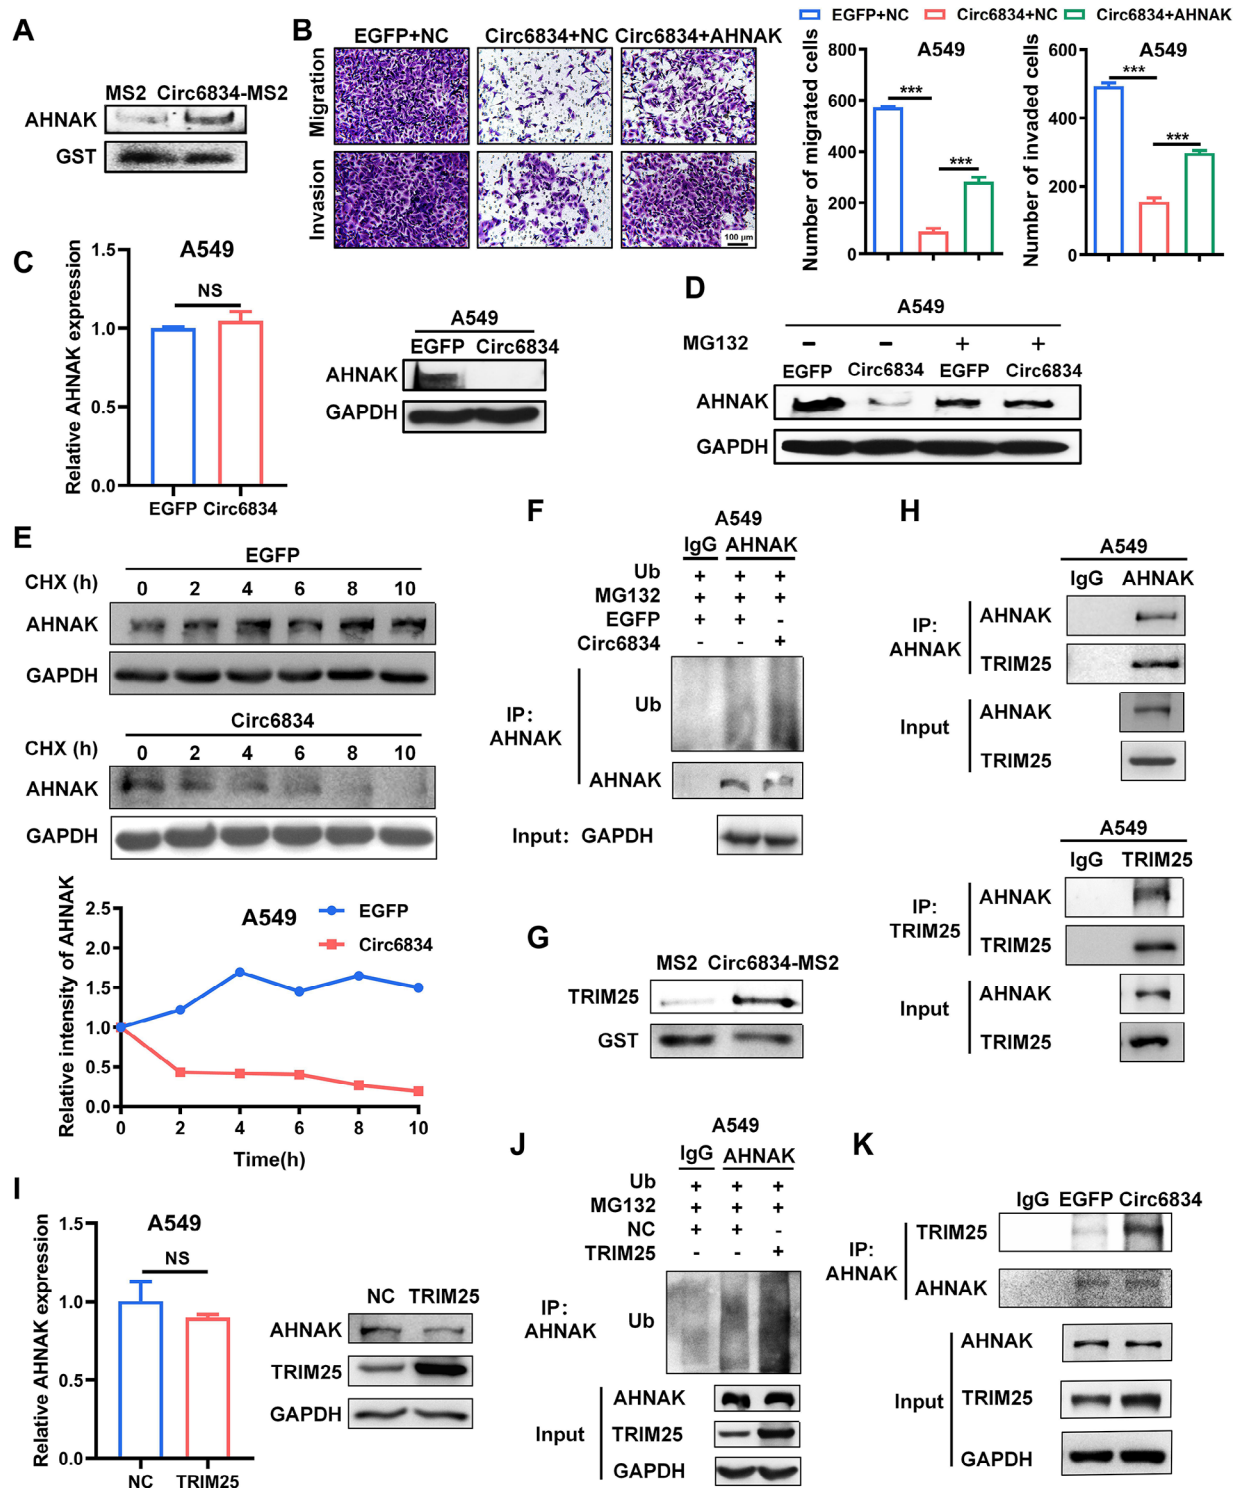 A
MS2 Circ6834-MS2
AHNAK
GST
B
EGFP+NC Circ6834+NC Circ6834+AHNAK
Migration
Invasion
100 μm
EGFP+NC Circ6834+NC Circ6834+AHNAK
A549
Number of migrated cells
800
600
400
200
0
***
***
A549
Number of invaded cells
600
400
200
0
***
***
C
A549
Relative AHNAK expression
1.5
1.0
0.5
0.0
NS
EGFP Circ6834
A549
EGFP Circ6834
AHNAK
GAPDH
D
A549
MG132 - - + +
EGFP Circ6834 EGFP Circ6834
AHNAK
GAPDH
E
EGFP
CHX (h) 0 2 4 6 8 10
AHNAK
GAPDH
Circ6834
CHX (h) 0 2 4 6 8 10
AHNAK
GAPDH
A549
EGFP
Circ6834
Relative intensity of AHNAK
2.5
2.0
1.5
1.0
0.5
0.0
0 2 4 6 8 10
Time(h)
F
A549
IgG AHNAK
Ub + + +
MG132 + + +
EGFP + + -
Circ6834 - - +
IP: AHNAK
Ub
AHNAK
Input: GAPDH
G
MS2 Circ6834-MS2
TRIM25
GST
H
A549
IgG AHNAK
IP: AHNAK
AHNAK
TRIM25
Input
AHNAK
TRIM25
A549
IgG TRIM25
IP: TRIM25
AHNAK
TRIM25
Input
AHNAK
TRIM25
I
A549
Relative AHNAK expression
1.5
1.0
0.5
0.0
NS
NC TRIM25
NC TRIM25
AHNAK
TRIM25
GAPDH
J
A549
IgG AHNAK
Ub + + +
MG132 + + +
NC + + -
TRIM25 - - +
IP: AHNAK
Ub
Input
AHNAK
TRIM25
GAPDH
K
IgG EGFP Circ6834
IP: AHNAK
TRIM25
AHNAK
Input
AHNAK
TRIM25
GAPDH